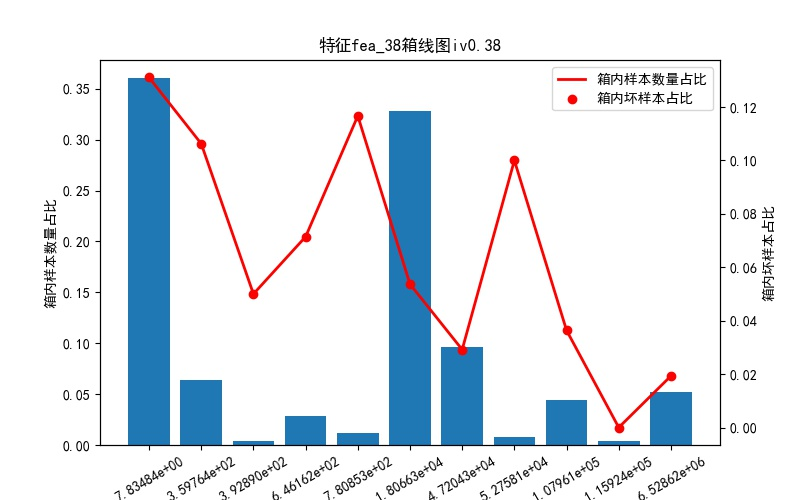 特征fea_38箱线图iv0.38
箱内样本数量占比
箱内坏样本占比
0.35
0.30
0.25
0.20
0.15
0.10
0.05
0.00
箱内样本数量占比
0.12
0.10
0.08
0.06
0.04
0.02
0.00
箱内坏样本占比
7.83484e+00
3.59764e+02
3.92890e+02
6.46162e+02
7.80853e+02
1.80663e+04
4.72043e+04
5.27581e+04
1.07961e+05
1.15924e+05
6.52862e+06